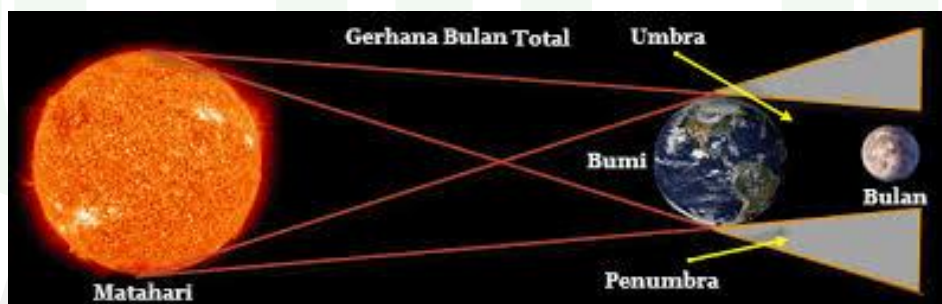 Gerhana Bulan Total
Umbra
Bumi
Bulan
Penumbra
Matahari